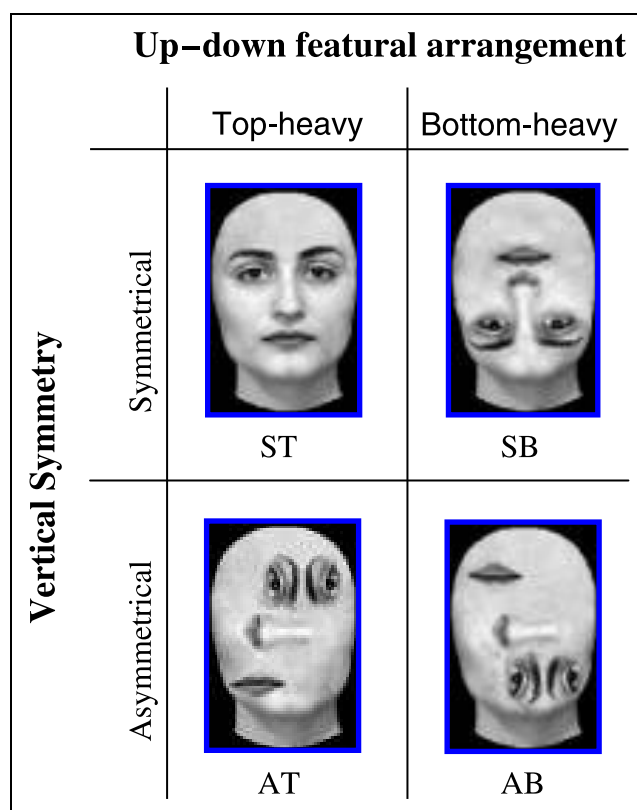 Up−down featural arrangement
Top-heavy Bottom-heavy
Vertical Symmetry
Symmetrical
ST SB
Asymmetrical
AT AB